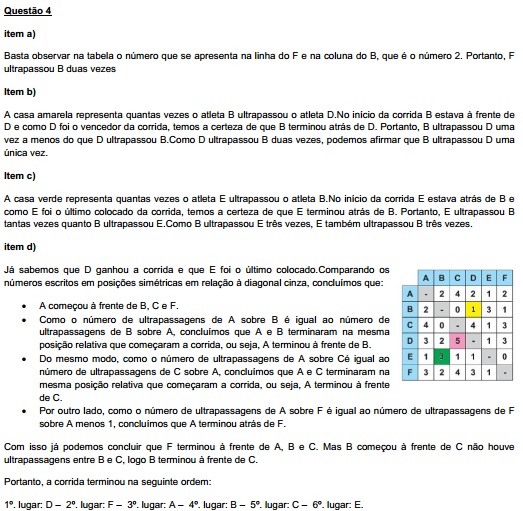 Questão 4
item a)
Basta observar na tabela o número que se apresenta na linha do F e na coluna do B, que é o número 2. Portanto, F
ultrapassou B duas vezes
Item b)
A casa amarela representa quantas vezes o atleta B ultrapassou o atleta D.No início da corrida B estava à frente de
D e como D foi o vencedor da corrida, temos a certeza de que B terminou atrás de D. Portanto, B ultrapassou D uma
vez a menos do que D ultrapassou B.Como D ultrapassou B duas vezes, podemos afirmar que B ultrapassou D uma
única vez.
Item c)
A casa verde representa quantas vezes o atleta E ultrapassou o atleta B.No início da corrida E estava atrás de B e
como E foi o último colocado da corrida, temos a certeza de que E terminou atrás de B. Portanto, E ultrapassou B
tantas vezes quanto B ultrapassou E.Como B ultrapassou E três vezes, E também ultrapassou B três vezes.
item d)
Já sabemos que D ganhou a corrida e que E foi o último colocado.Comparando os
números escritos em posições simétricas em relação à diagonal cinza, concluímos que:
• A começou à frente de B, C e F.
• Como o número de ultrapassagens de A sobre B é igual ao número de
ultrapassagens de B sobre A, concluímos que A e B terminaram na mesma
posição relativa que começaram a corrida, ou seja, A terminou à frente de B.
• Do mesmo modo, como o número de ultrapassagens de A sobre Cé igual ao
número de ultrapassagens de C sobre A, concluímos que A e C terminaram na
mesma posição relativa que começaram a corrida, ou seja, A terminou à frente
de C.
• Por outro lado, como o número de ultrapassagens de A sobre F é igual ao número de ultrapassagens de F
sobre A menos 1, concluímos que A terminou atrás de F.
A B C D E F
A - 2 4 2 1 2
B 2 - 0 1 3 1
C 4 0 - 4 1 3
D 3 2 5 - 1 3
E 1 3 1 1 - 0
F 3 2 4 3 1 -
Com isso já podemos concluir que F terminou à frente de A, B e C. Mas B começou à frente de C não houve
ultrapassagens entre B e C, logo B terminou à frente de C.
Portanto, a corrida terminou na seguinte ordem:
1º. lugar: D – 2º. lugar: F – 3º. lugar: A – 4º. lugar: B – 5º. lugar: C – 6º. lugar: E.